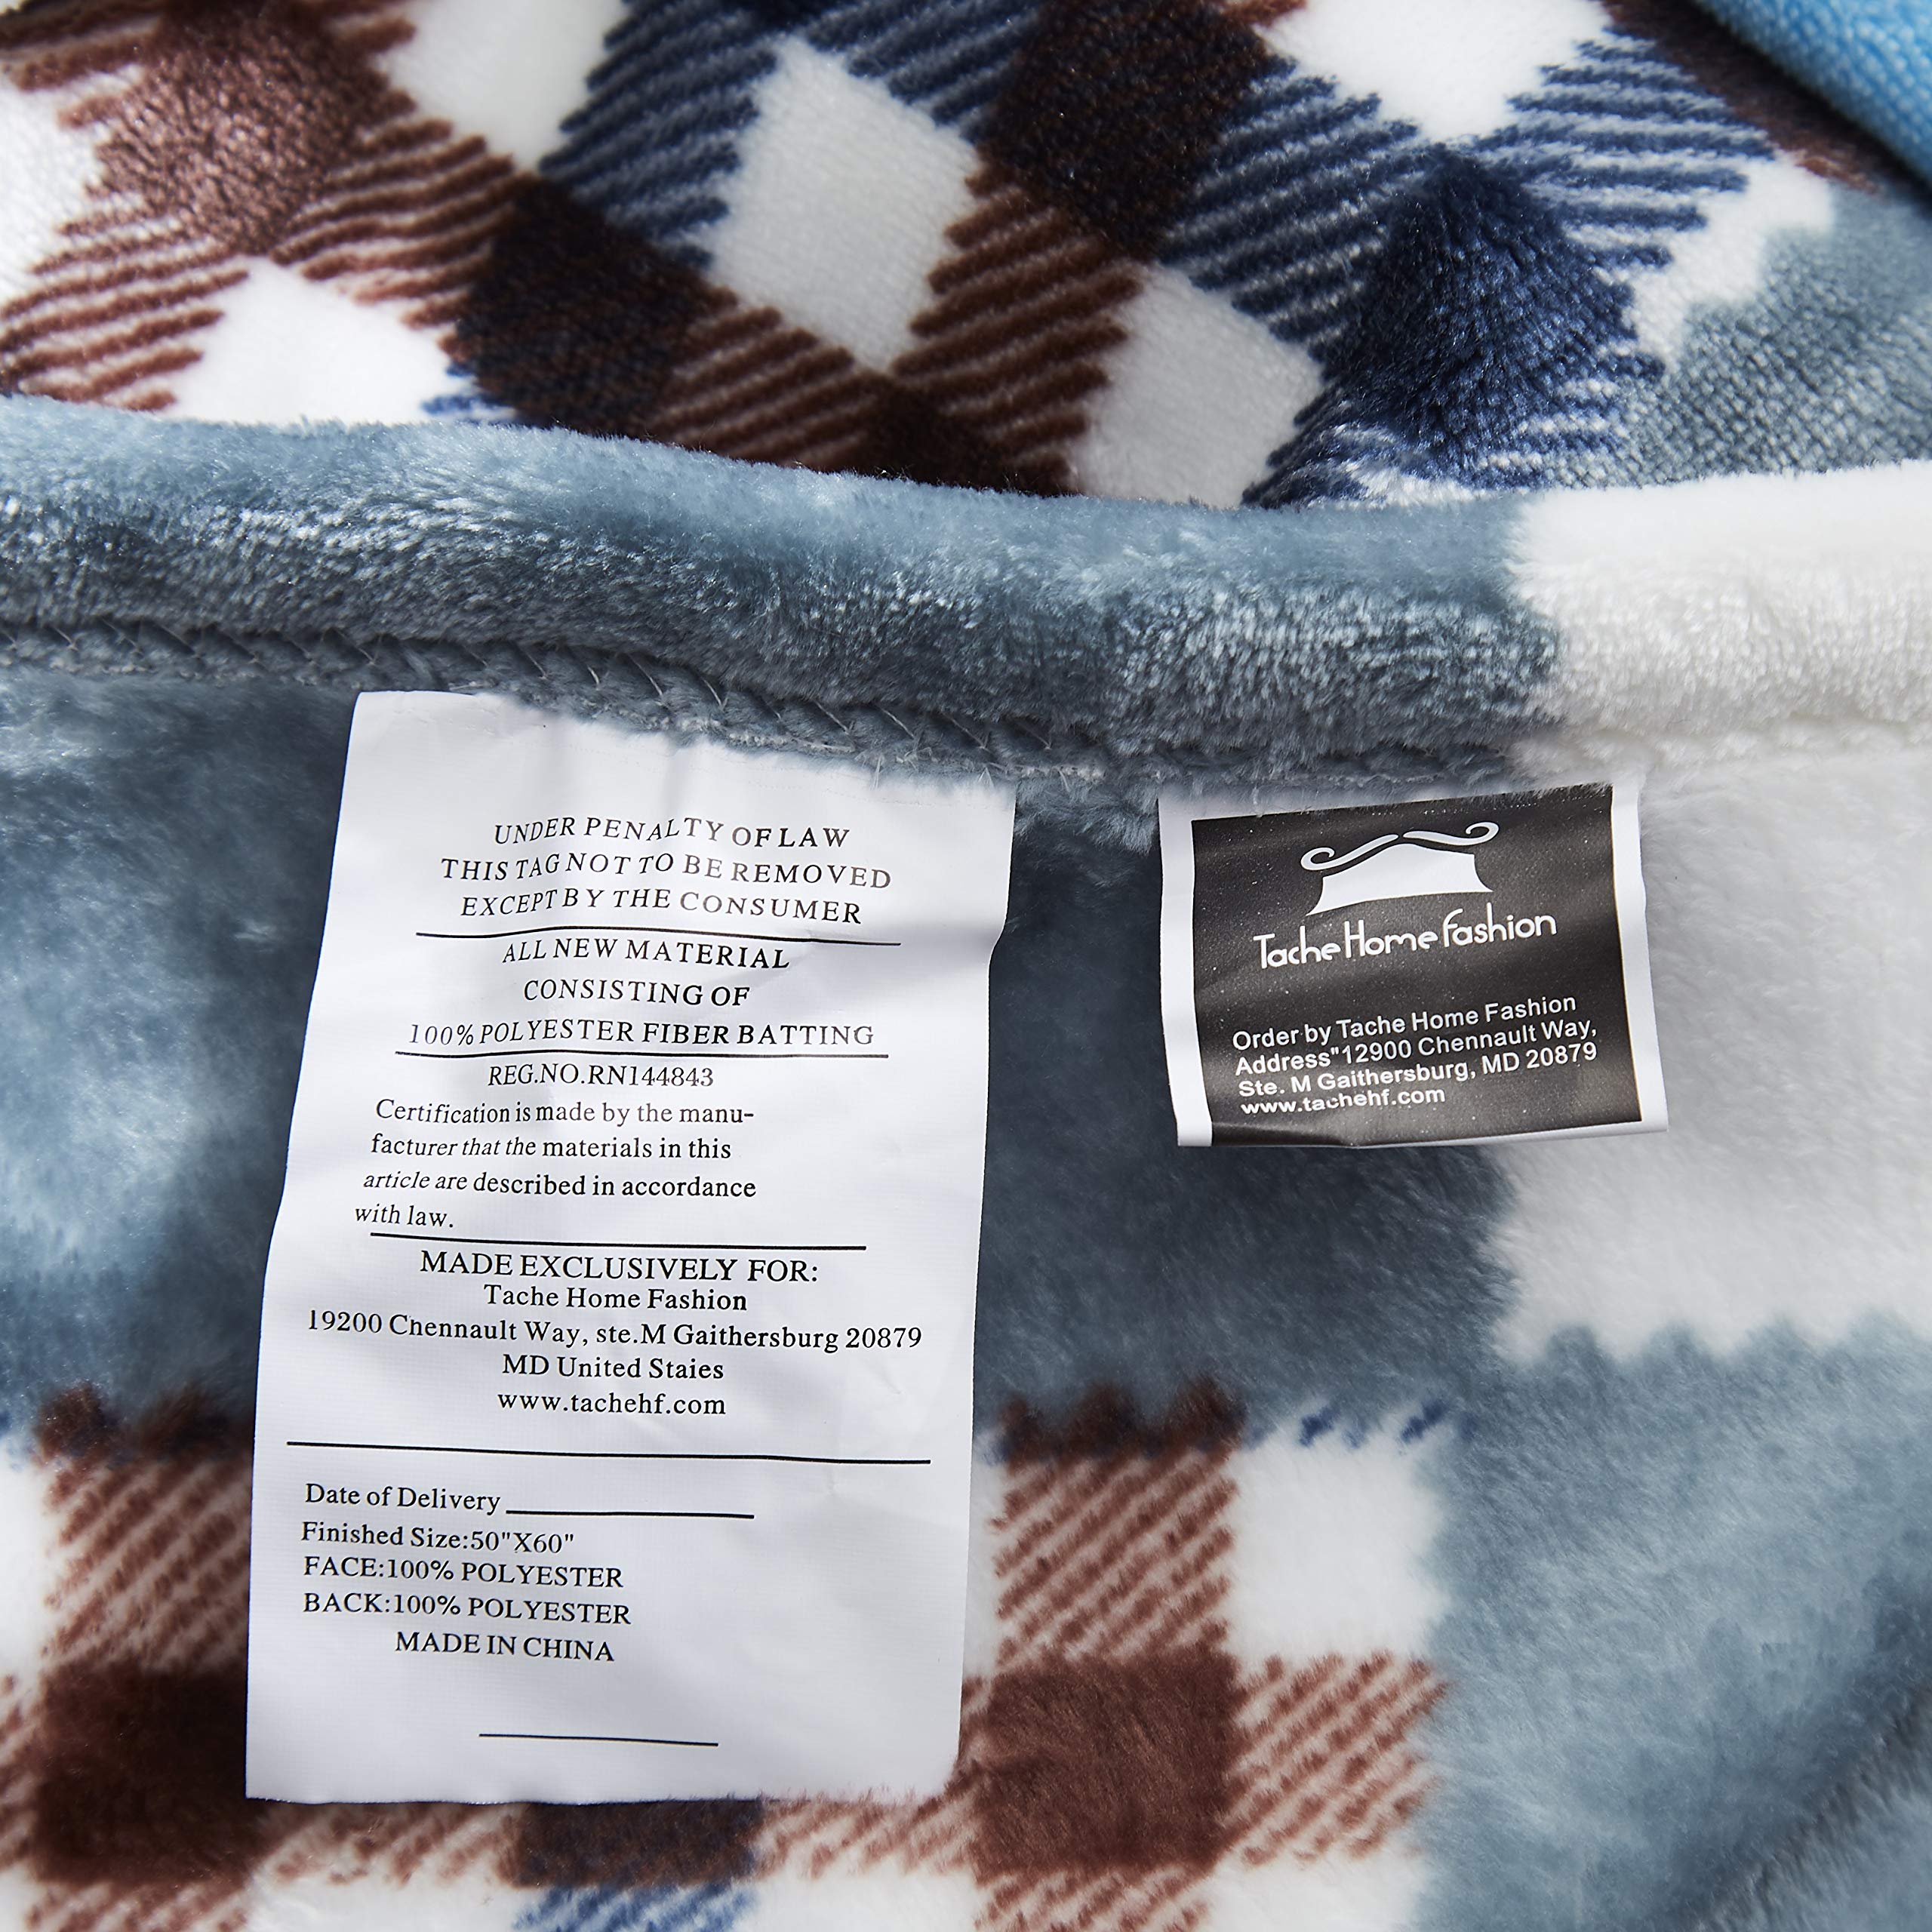 UNDER PENALTY OF LAW
THIS TAG NOT TO BE REMOVED
EXCEPT BY THE CONSUMER
ALL NEW MATERIAL
CONSISTING OF
100% POLYESTER FIBER BATTING
REG.NO.RN144843
Certification is made by the manu-
facturer that the materials in this
article are described in accordance
with law.
MADE EXCLUSIVELY FOR:
Tache Home Fashion
19200 Chennault Way, ste.M Gaithersburg 20879
MD United Staies
www.tachehf.com
Date of Delivery
Finished Size:50"X60"
FACE:100% POLYESTER
BACK:100% POLYESTER
MADE IN CHINA
Tache Home Fashion
Order by Tache Home Fashion
Address"12900 Chennault Way,
Ste. M Gaithersburg, MD 20879
www.tachehf.com